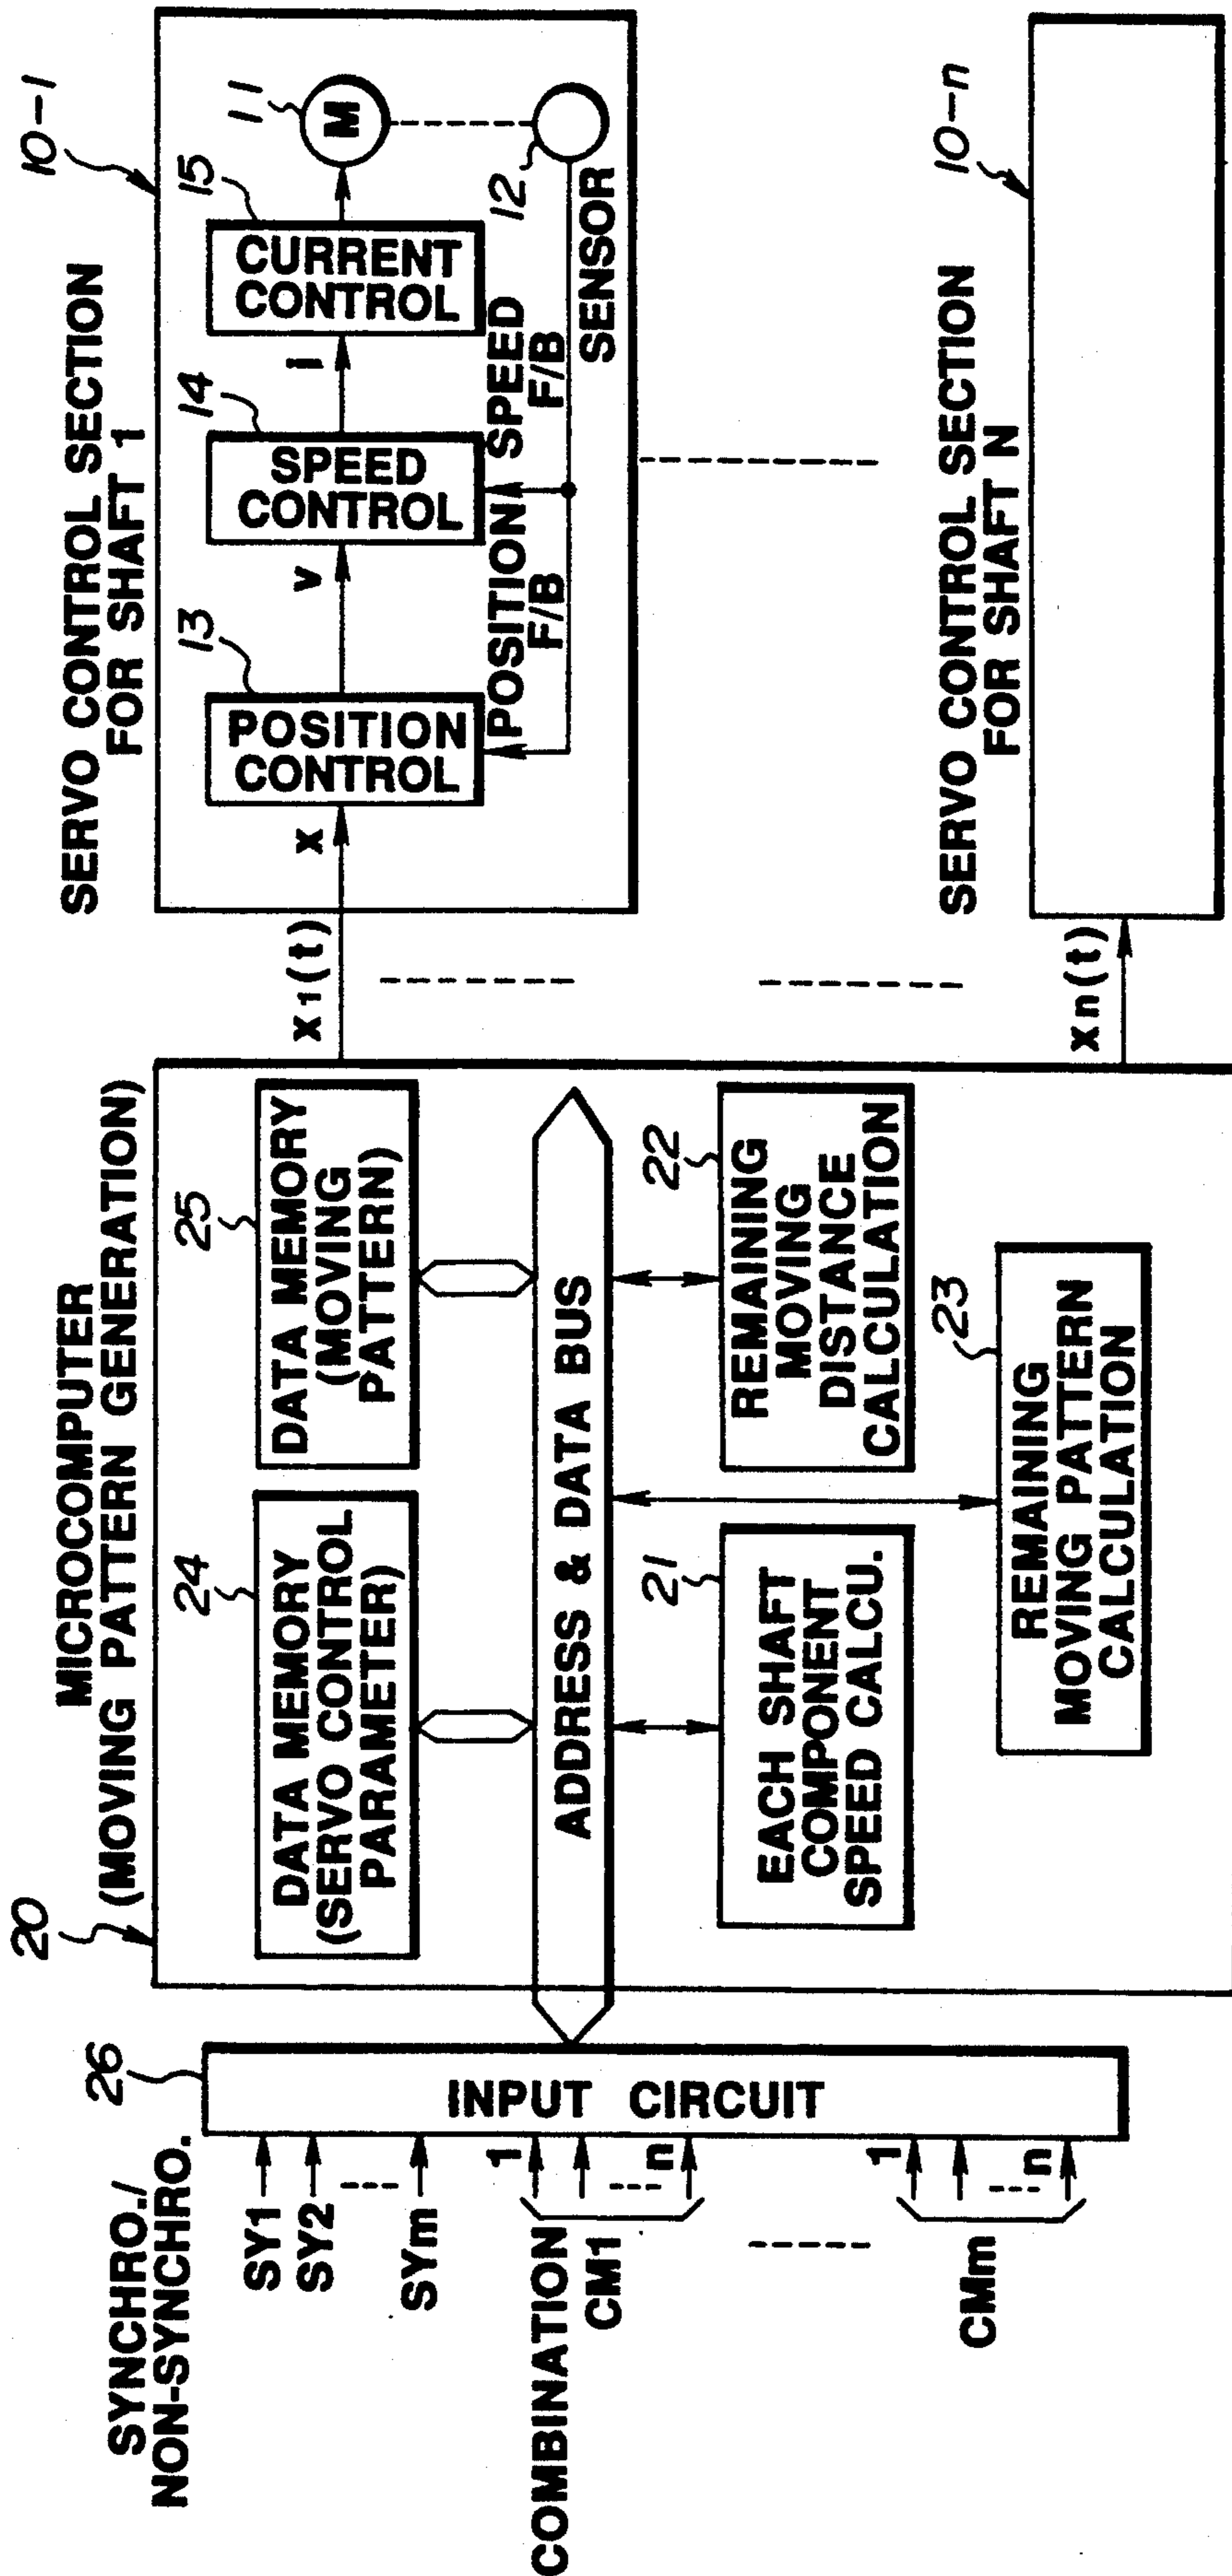 SYNCHRO./
NON-SYNCHRO.
SY1
SY2
SYm
COMBINATION
CM1
CMm
1
n
1
n
26
INPUT CIRCUIT
20
MICROCOMPUTER
(MOVING PATTERN GENERATION)
24
DATA MEMORY
(SERVO CONTROL
PARAMETER)
25
DATA MEMORY
(MOVING
PATTERN)
ADDRESS & DATA BUS
21
EACH SHAFT
COMPONENT
SPEED CALCU.
22
REMAINING
MOVING
DISTANCE
CALCULATION
23
REMAINING
MOVING PATTERN
CALCULATION
x1(t)
xn(t)
SERVO CONTROL SECTION
FOR SHAFT 1
10-1
x
13
POSITION
CONTROL
v
14
SPEED
CONTROL
i
15
CURRENT
CONTROL
11
M
POSITION
F/B
SPEED
F/B
12
SENSOR
SERVO CONTROL SECTION
FOR SHAFT N
10-n